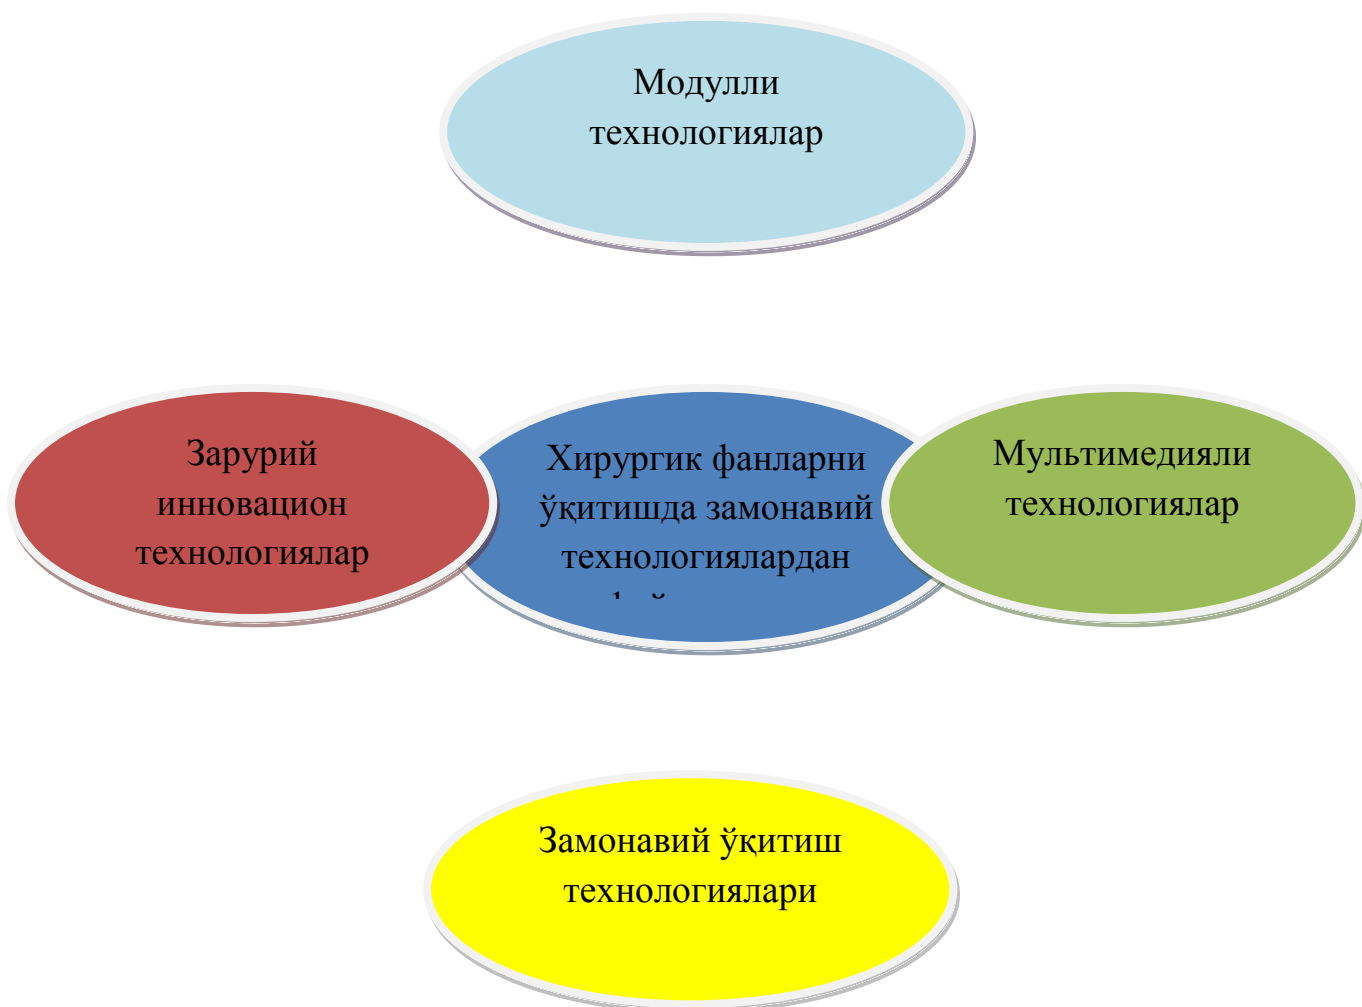 Модулли
технологиялар
Зарурий
инновацион
технологиялар
Хирургик фанларни
ўқитишда замонавий
технологиялардан
Мультимедияли
технологиялар
Замонавий ўқитиш
технологиялари